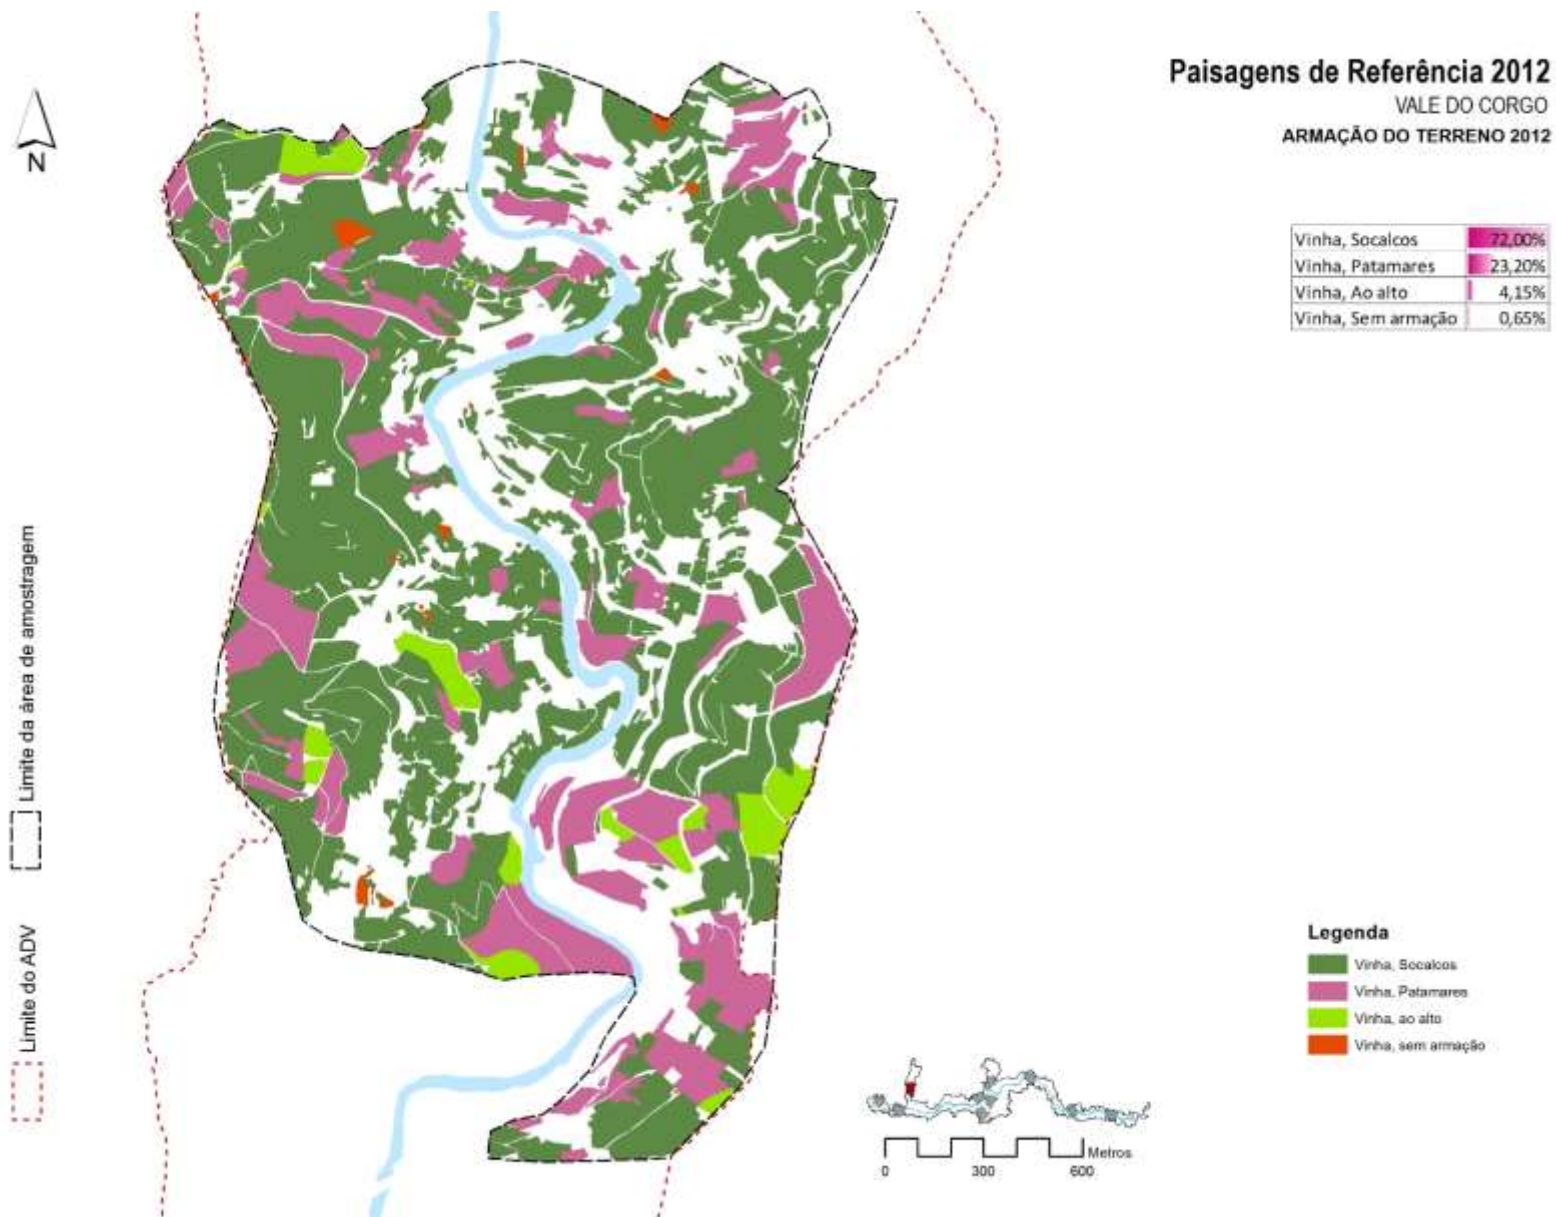 Paisagens de Referência 2012
VALE DO CORGO
ARMAÇÃO DO TERRENO 2012
N
Vinha, Socalcos 72,00%
Vinha, Patamares 23,20%
Vinha, Ao alto 4,15%
Vinha, Sem armação 0,65%
Limite da área de amostragem
Limite do ADV
Legenda
Vinha, Socalcos
Vinha, Patamares
Vinha, ao alto
Vinha, sem armação
Metros
0 300 600